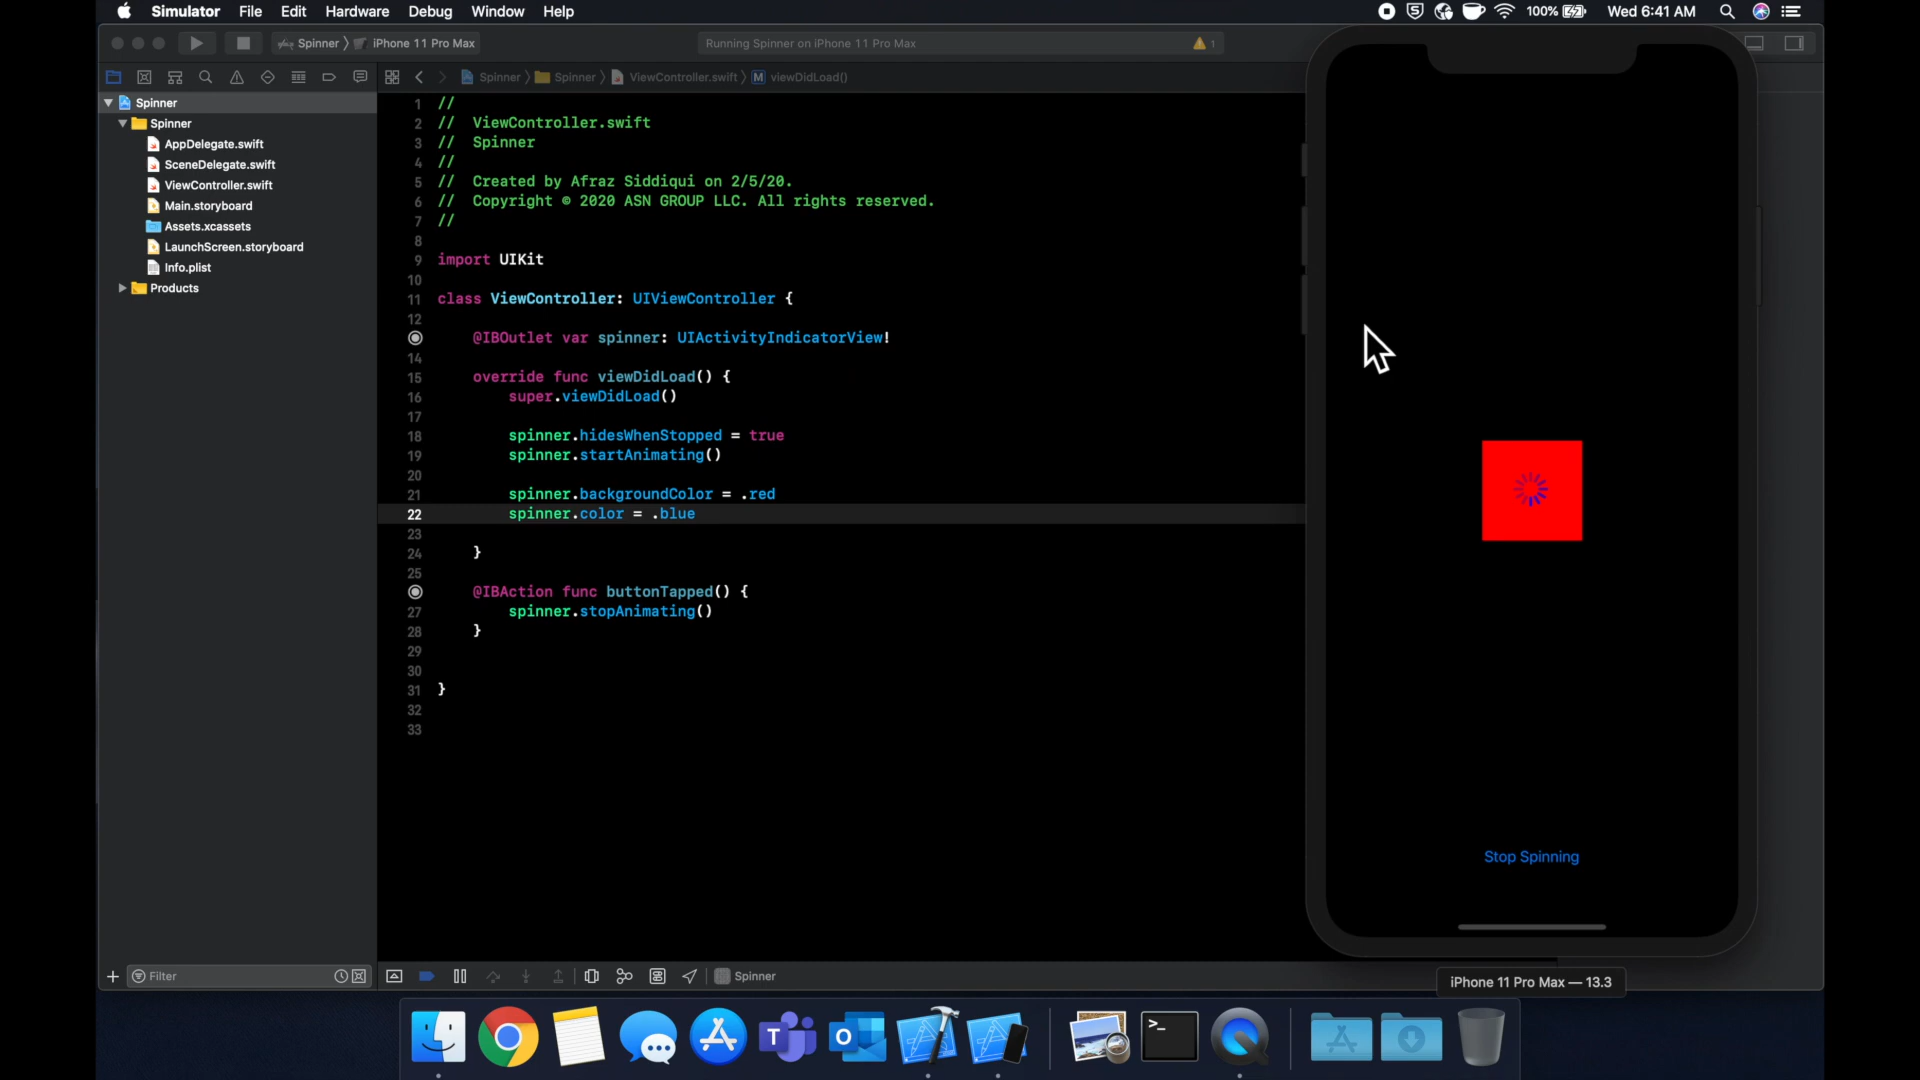 Simulator File Edit Hardware Debug Window Help
100% Wed 6:41 AM
Spinner iPhone 11 Pro Max
Running Spinner on iPhone 11 Pro Max
1
Spinner Spinner ViewController.swift M viewDidLoad()
Spinner
Spinner
AppDelegate.swift
SceneDelegate.swift
ViewController.swift
Main.storyboard
Assets.xcassets
LaunchScreen.storyboard
Info.plist
Products
1 //
2 // ViewController.swift
3 // Spinner
4 //
5 // Created by Afraz Siddiqui on 2/5/20.
6 // Copyright © 2020 ASN GROUP LLC. All rights reserved.
7 //
8
9 import UIKit
10
11 class ViewController: UIViewController {
12
@IBOutlet var spinner: UIActivityIndicatorView!
14
15 override func viewDidLoad() {
16 super.viewDidLoad()
17
18 spinner.hidesWhenStopped = true
19 spinner.startAnimating()
20
21 spinner.backgroundColor = .red
22 spinner.color = .blue
23
24 }
25
@IBAction func buttonTapped() {
27 spinner.stopAnimating()
28 }
29
30
31 }
32
33
Stop Spinning
Filter
Spinner
iPhone 11 Pro Max — 13.3